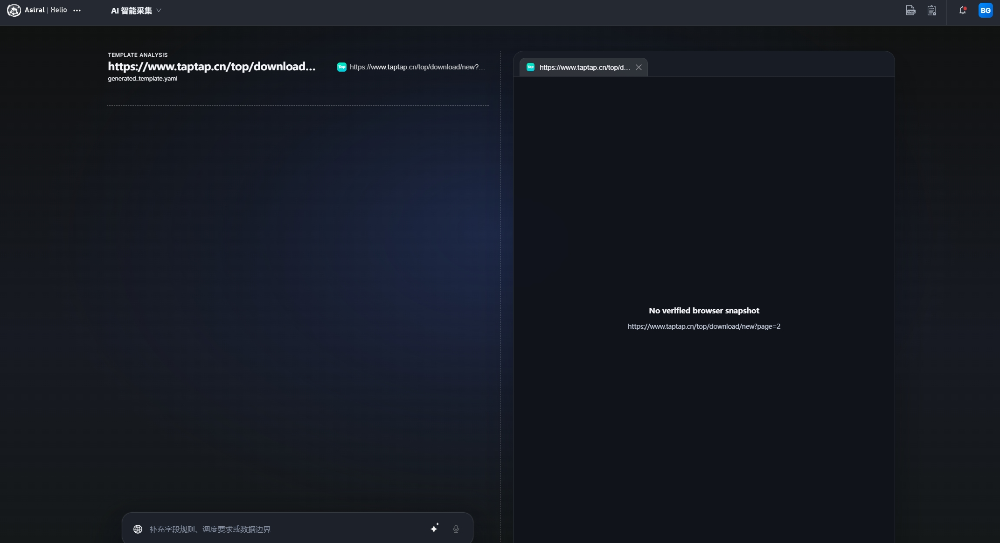 Astral | Helio
AI 智能采集
YAML
BG
TEMPLATE ANALYSIS
https://www.taptap.cn/top/download...
generated_template.yaml
Tap
https://www.taptap.cn/top/download/new?...
Tap
https://www.taptap.cn/top/d...
No verified browser snapshot
https://www.taptap.cn/top/download/new?page=2
补充字段规则、调度要求或数据边界